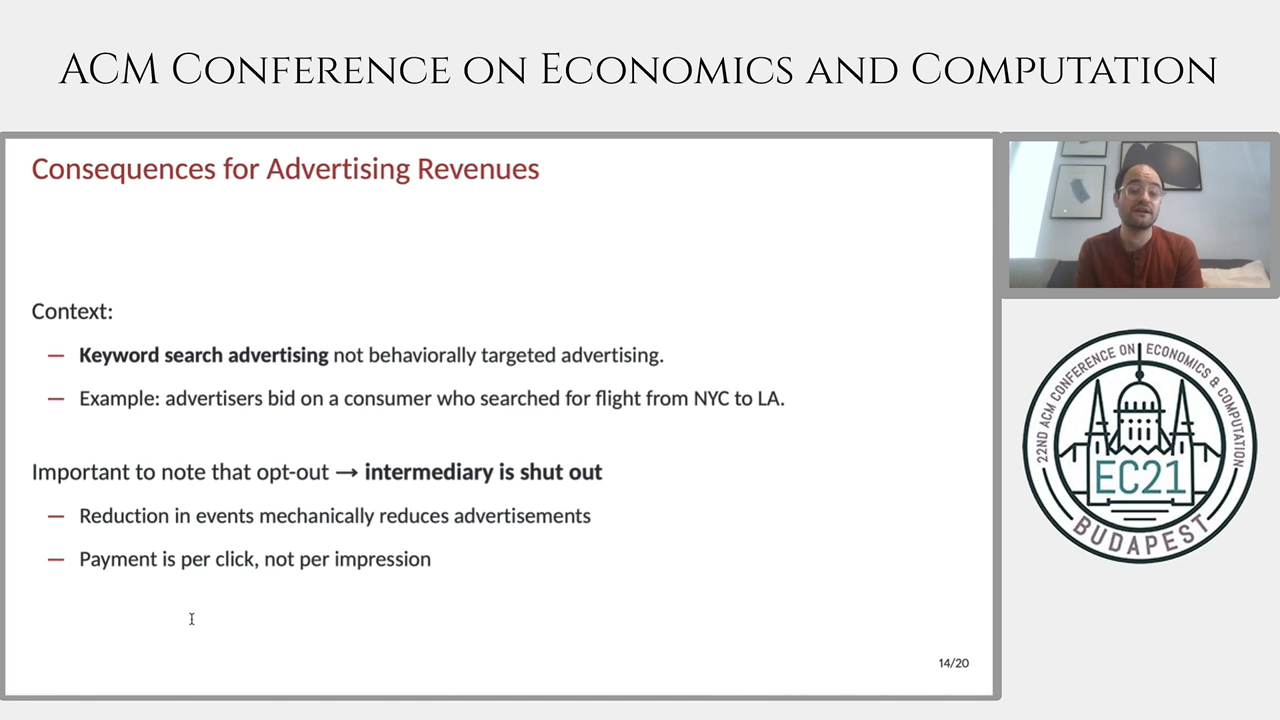 ACM Conference on Economics and Computation
Consequences for Advertising Revenues
Context:
— Keyword search advertising not behaviorally targeted advertising.
— Example: advertisers bid on a consumer who searched for flight from NYC to LA.
Important to note that opt-out → intermediary is shut out
— Reduction in events mechanically reduces advertisements
— Payment is per click, not per impression
14/20
22ND ACM CONFERENCE ON ECONOMICS & COMPUTATION
EC21
BUDAPEST